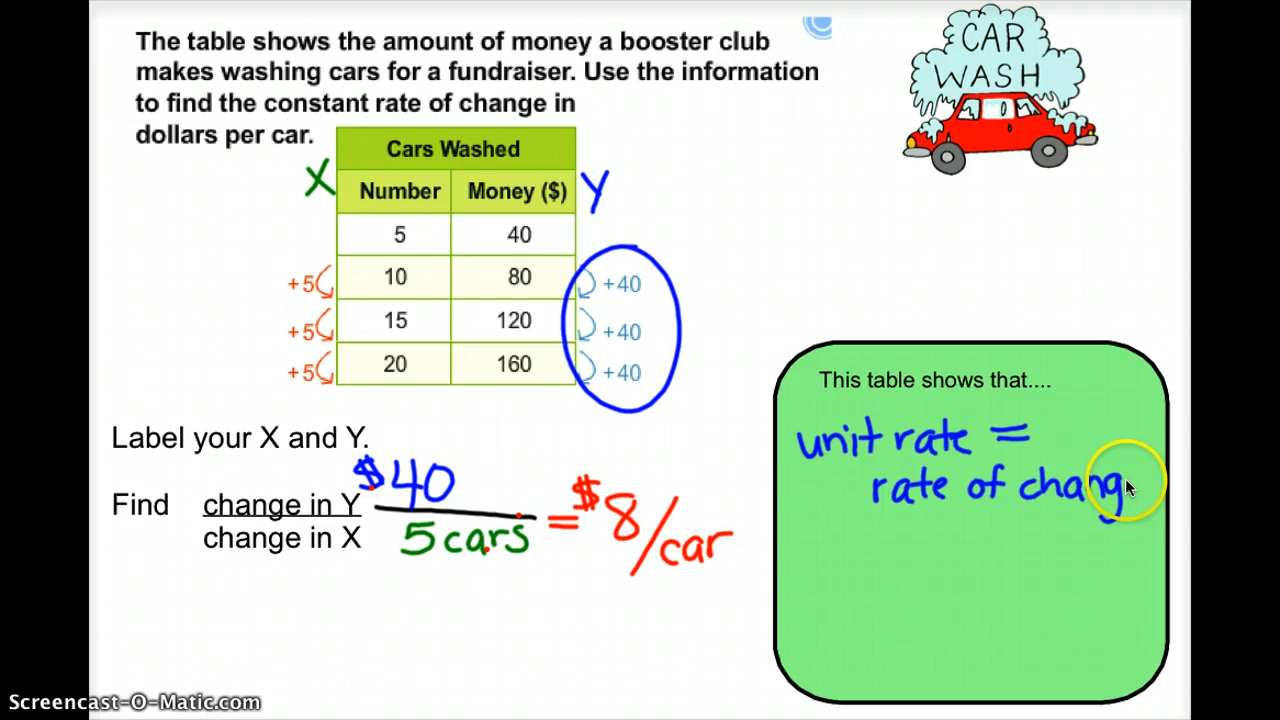 The table shows the amount of money a booster club
makes washing cars for a fundraiser. Use the information
to find the constant rate of change in
dollars per car.
CAR
WASH
Cars Washed
X Number Money ($) Y
5 40
+5 10 80 +40
+5 15 120 +40
+5 20 160 +40
Label your X and Y.
Find change in Y
change in X
$40
5 cars
= $8/car
This table shows that....
unit rate =
rate of chang
Screencast-O-Matic.com